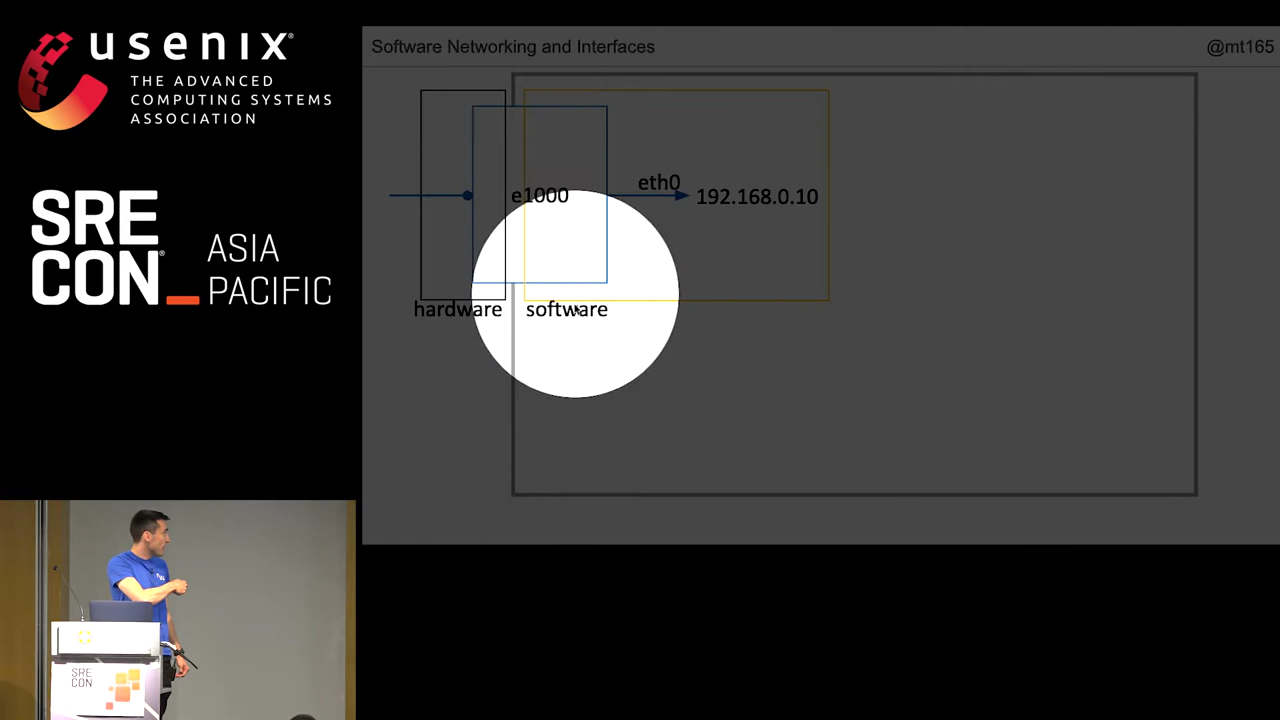 usenix
THE ADVANCED
COMPUTING SYSTEMS
ASSOCIATION
SRE
CON
ASIA
PACIFIC
Software Networking and Interfaces
@mt165
e1000
eth0
192.168.0.10
hardware
software
SRE
CON